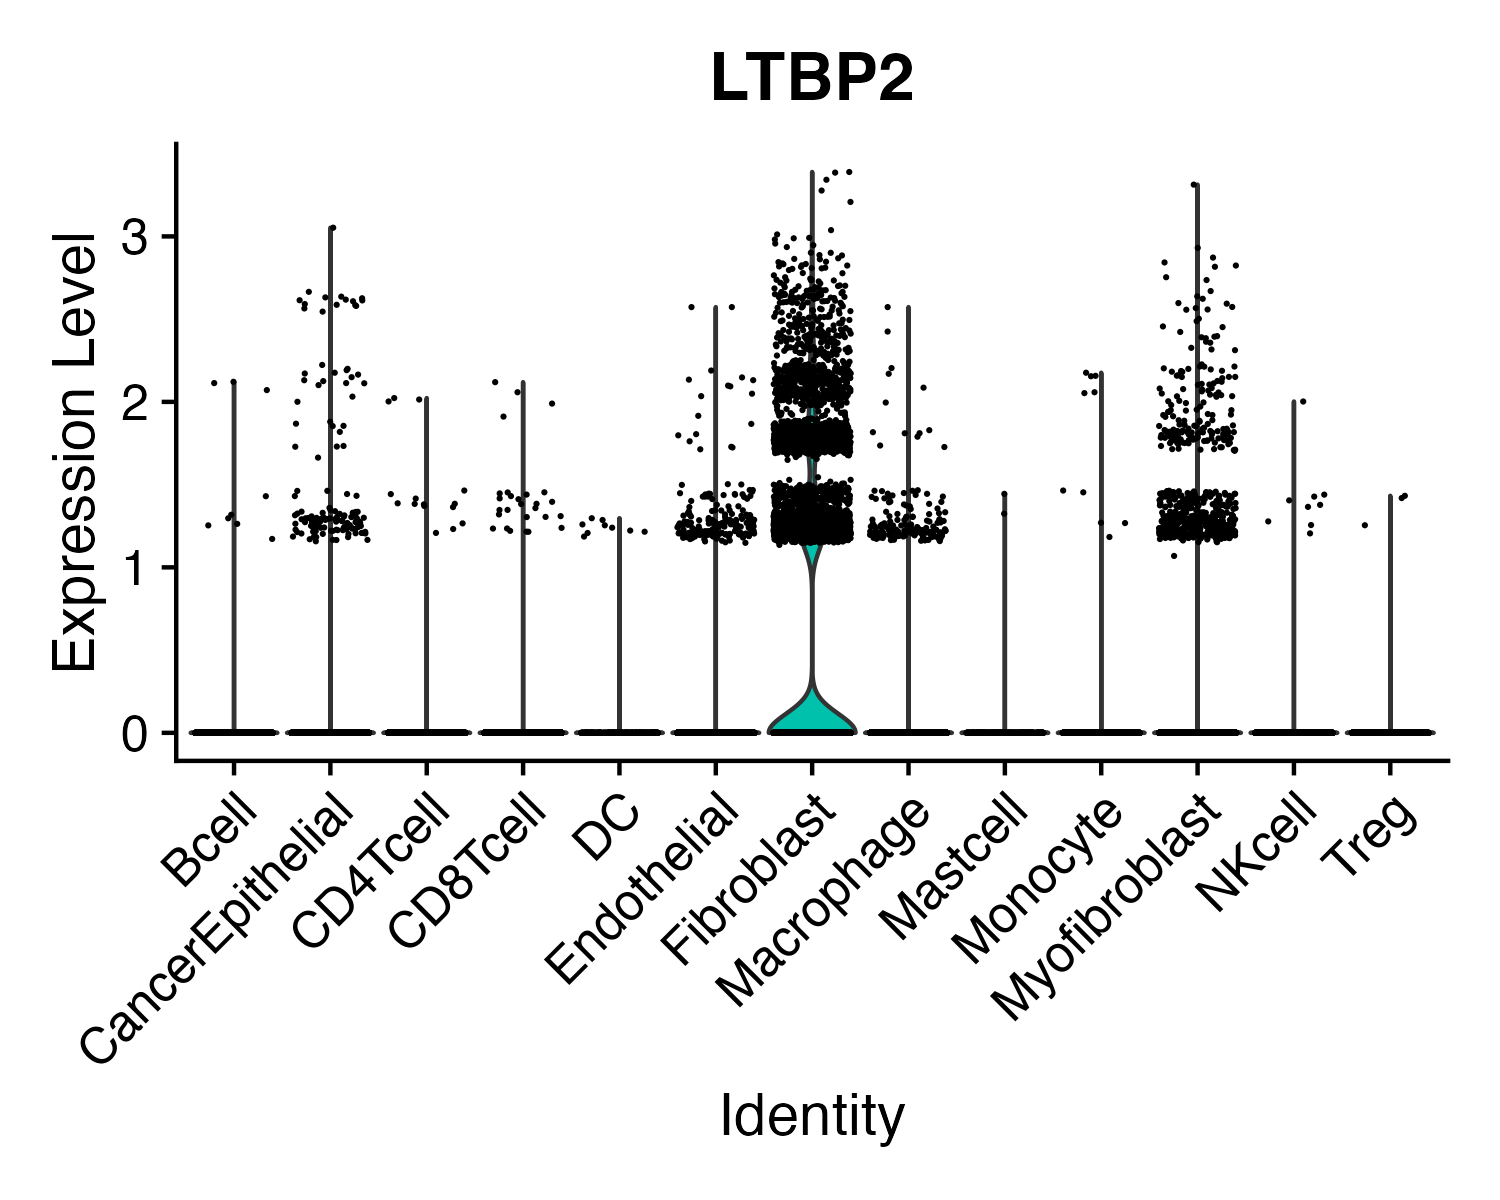 LTBP2
Expression Level
3
2
1
0
Bcell
CancerEpithelial
CD4Tcell
CD8Tcell
DC
Endothelial
Fibroblast
Macrophage
Mastcell
Monocyte
Myofibroblast
NKcell
Treg
Identity